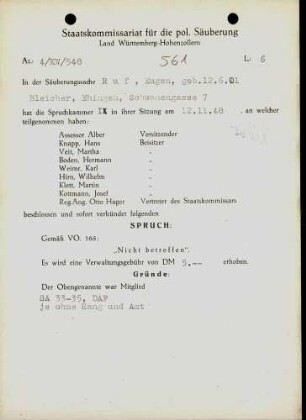 Staatskommissariat für die pol. Säuberung
Land Württemberg-Hohenzollern
Az. 4/707/548 561 L 6
In der Säuberungssache R u f , Eugen, geb.12.6.01
Bleicher, Ehingen, Schwanengasse 7
hat die Spruchkammer IX in ihrer Sitzung am 12.11.48 , an welcher
teilgenommen haben:
Assessor Alber Vorsitzender
Knapp, Hans Beisitzer
Veit, Martha "
Boden, Hermann "
Weimr, Karl "
Hirn, Wilhelm "
Klett, Martin "
Kottmann, Josef "
Reg.Ang. Otto Hager Vertreter des Staatskommissars
beschlossen und sofort verkündet folgenden
SPRUCH:
Gemäß VO. 165:
„Nicht betroffen".
Es wird eine Verwaltungsgebühr von DM 5.-- erhoben.
Gründe:
Der Obengenannte war Mitglied
SA 33-35, DAF
je ohne Rang und Amt